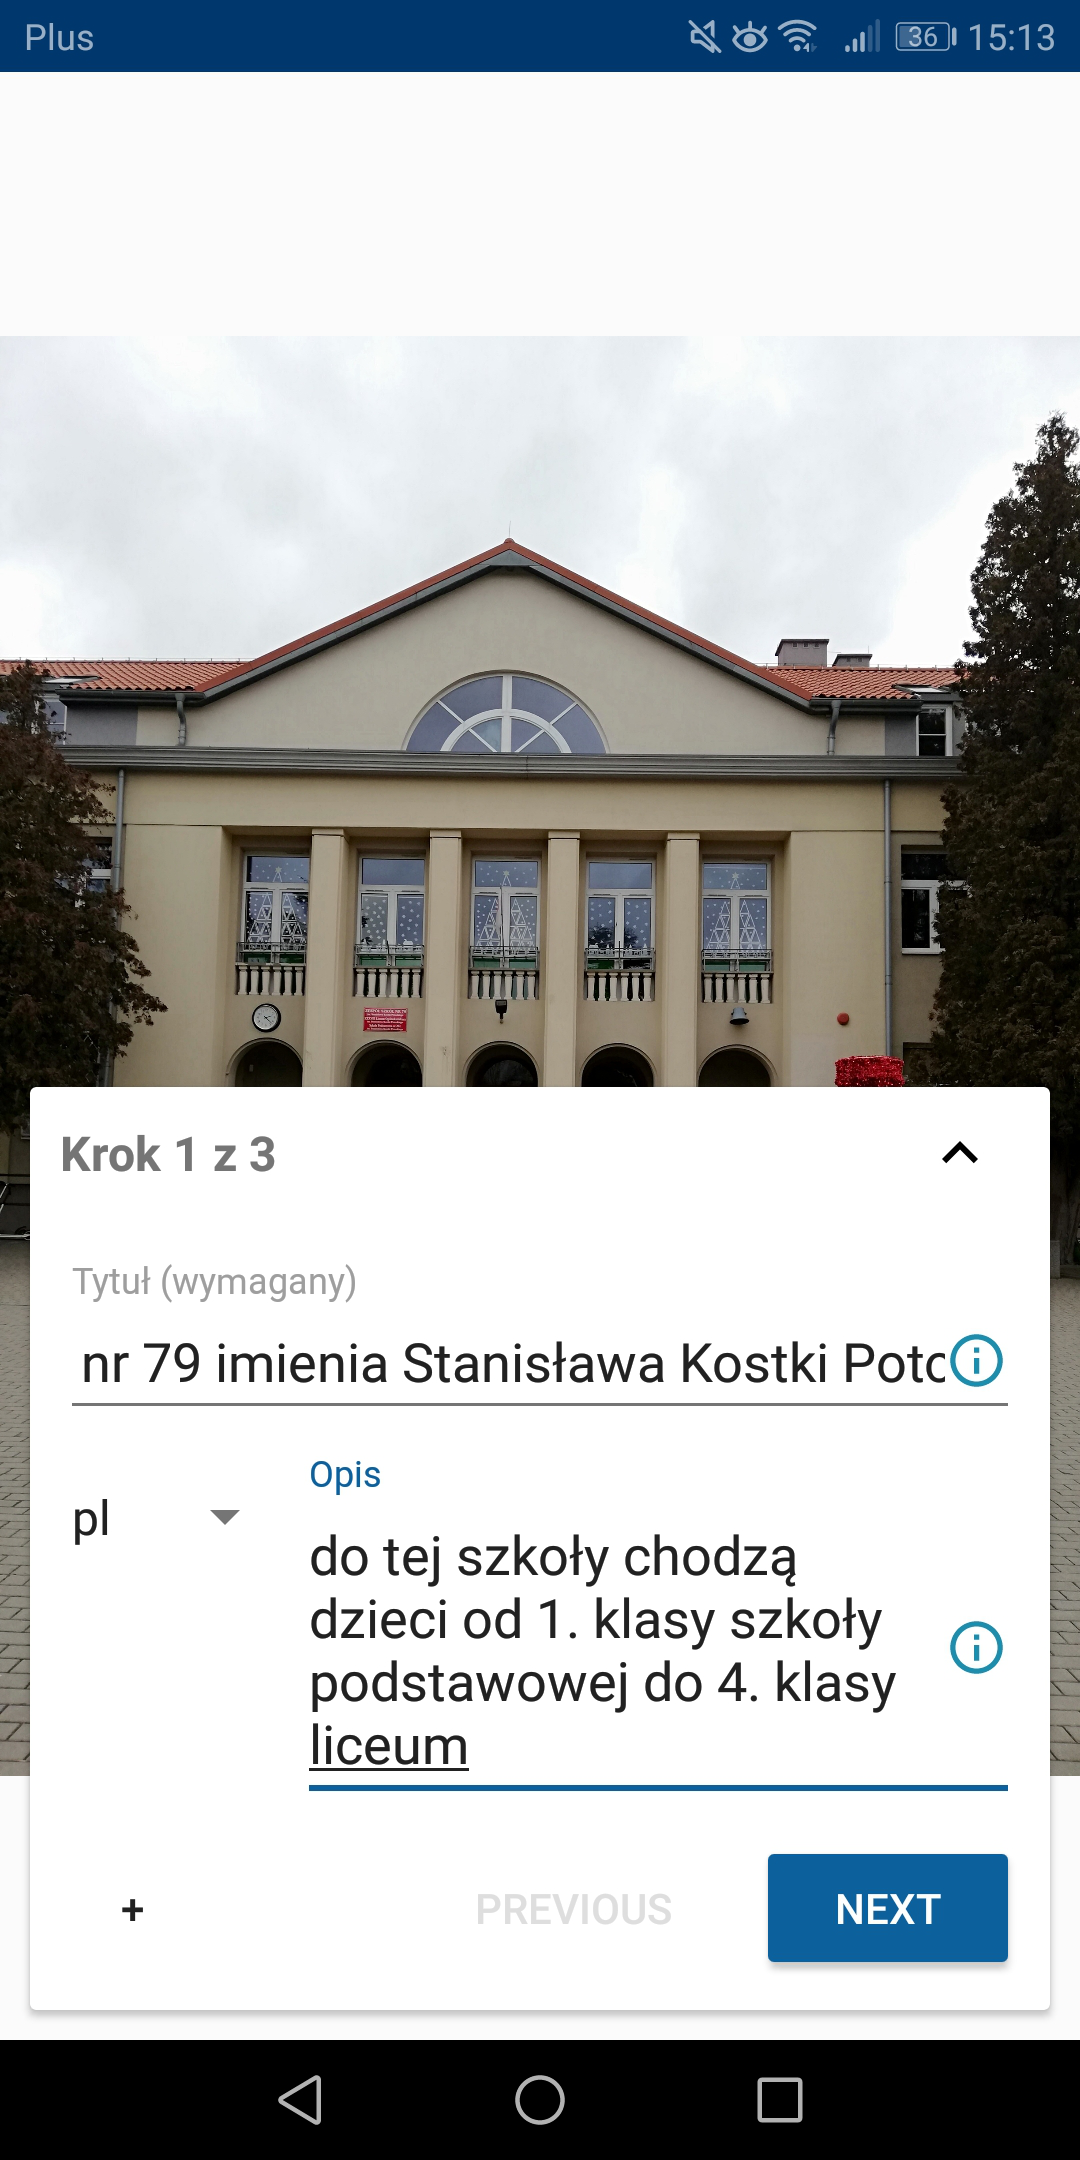 Plus 36 15:13
Krok 1 z 3
Tytuł (wymagany)
nr 79 imienia Stanisława Kostki Poto
Opis
pl
do tej szkoły chodzą
dzieci od 1. klasy szkoły
podstawowej do 4. klasy
liceum
+ PREVIOUS NEXT